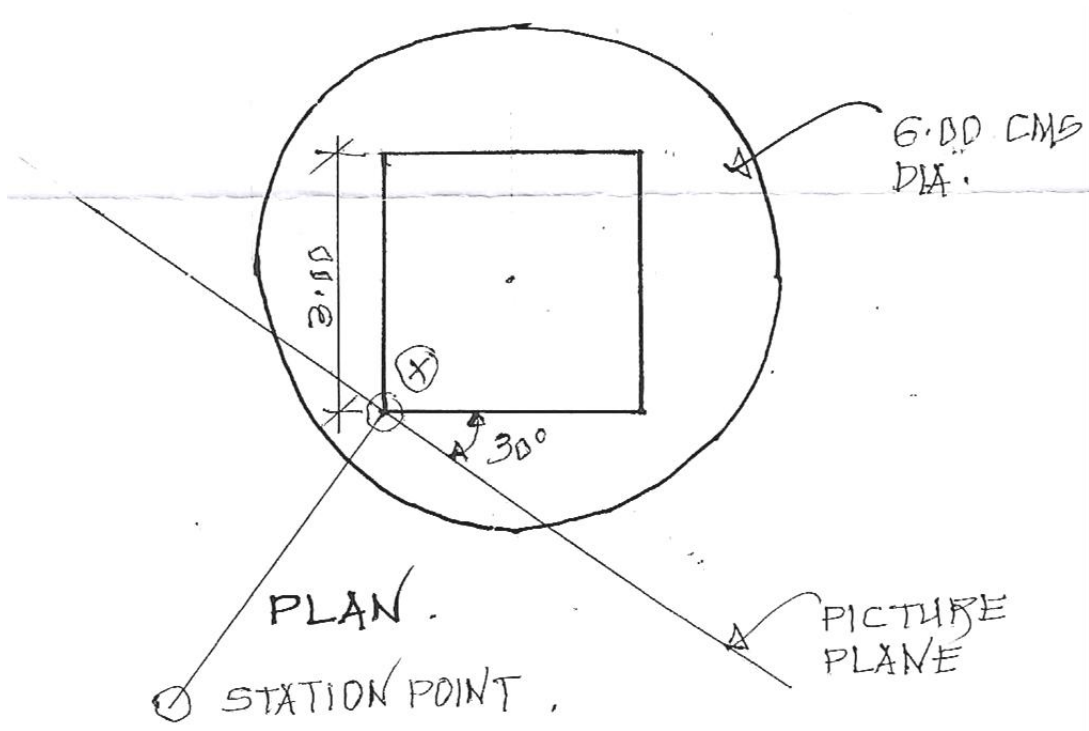 6.00 CMS
DIA.
3.00
X
30°
PLAN.
STATION POINT.
PICTURE
PLANE